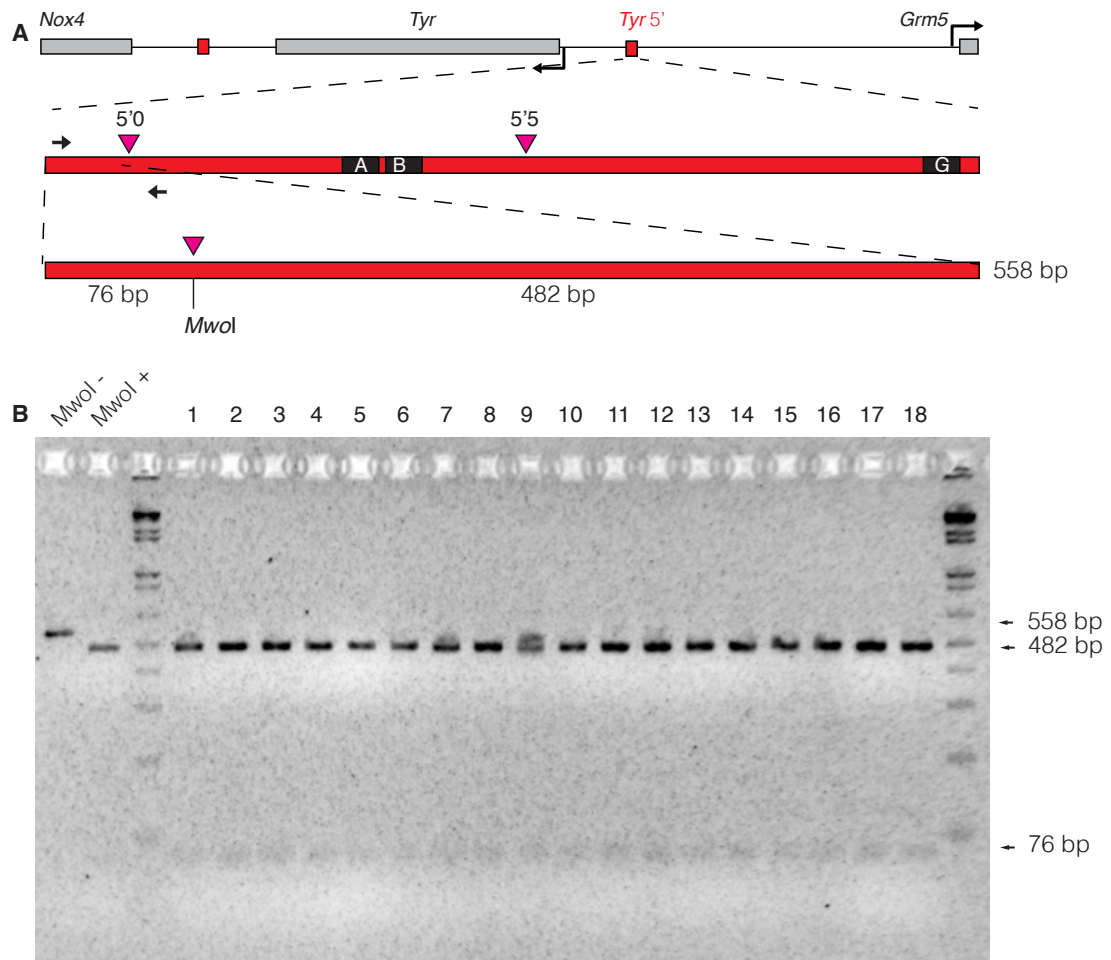 A
Nox4 Tyr Tyr 5’ Grm5
5’0 5’5
A B G
558 bp
76 bp 482 bp
MwoI
B
MwoI - MwoI + 1 2 3 4 5 6 7 8 9 10 11 12 13 14 15 16 17 18
558 bp
482 bp
76 bp